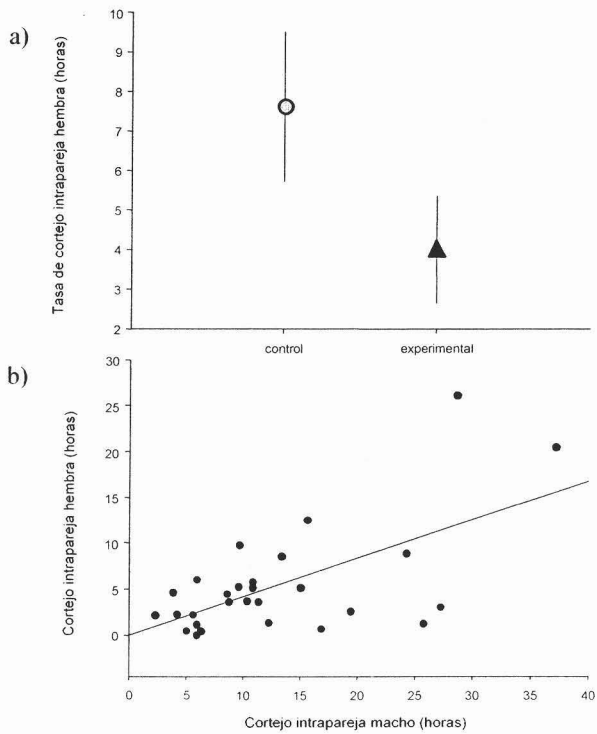 a)
Tasa de cortejo intrapareja hembra (horas)
10
9
8
7
6
5
4
3
2
control experimental
b)
Cortejo intrapareja hembra (horas)
30
25
20
15
10
5
0
0 5 10 15 20 25 30 35 40
Cortejo intrapareja macho (horas)